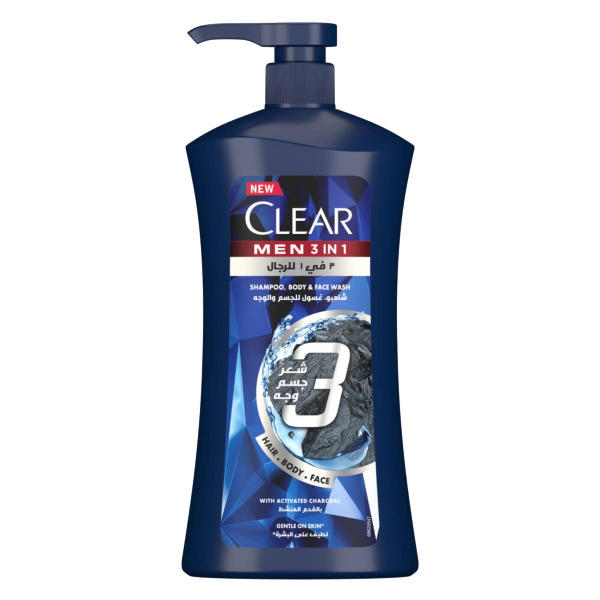 NEW
CLEAR
MEN 3 IN 1
٣ في ١ للرجال
SHAMPOO, BODY & FACE WASH
شامبو، غسول للجسم والوجه
3
شعر
جسم
وجه
HAIR . BODY . FACE
WITH ACTIVATED CHARCOAL
بالفحم المنشط
GENTLE ON SKIN*
لطيف على البشرة*